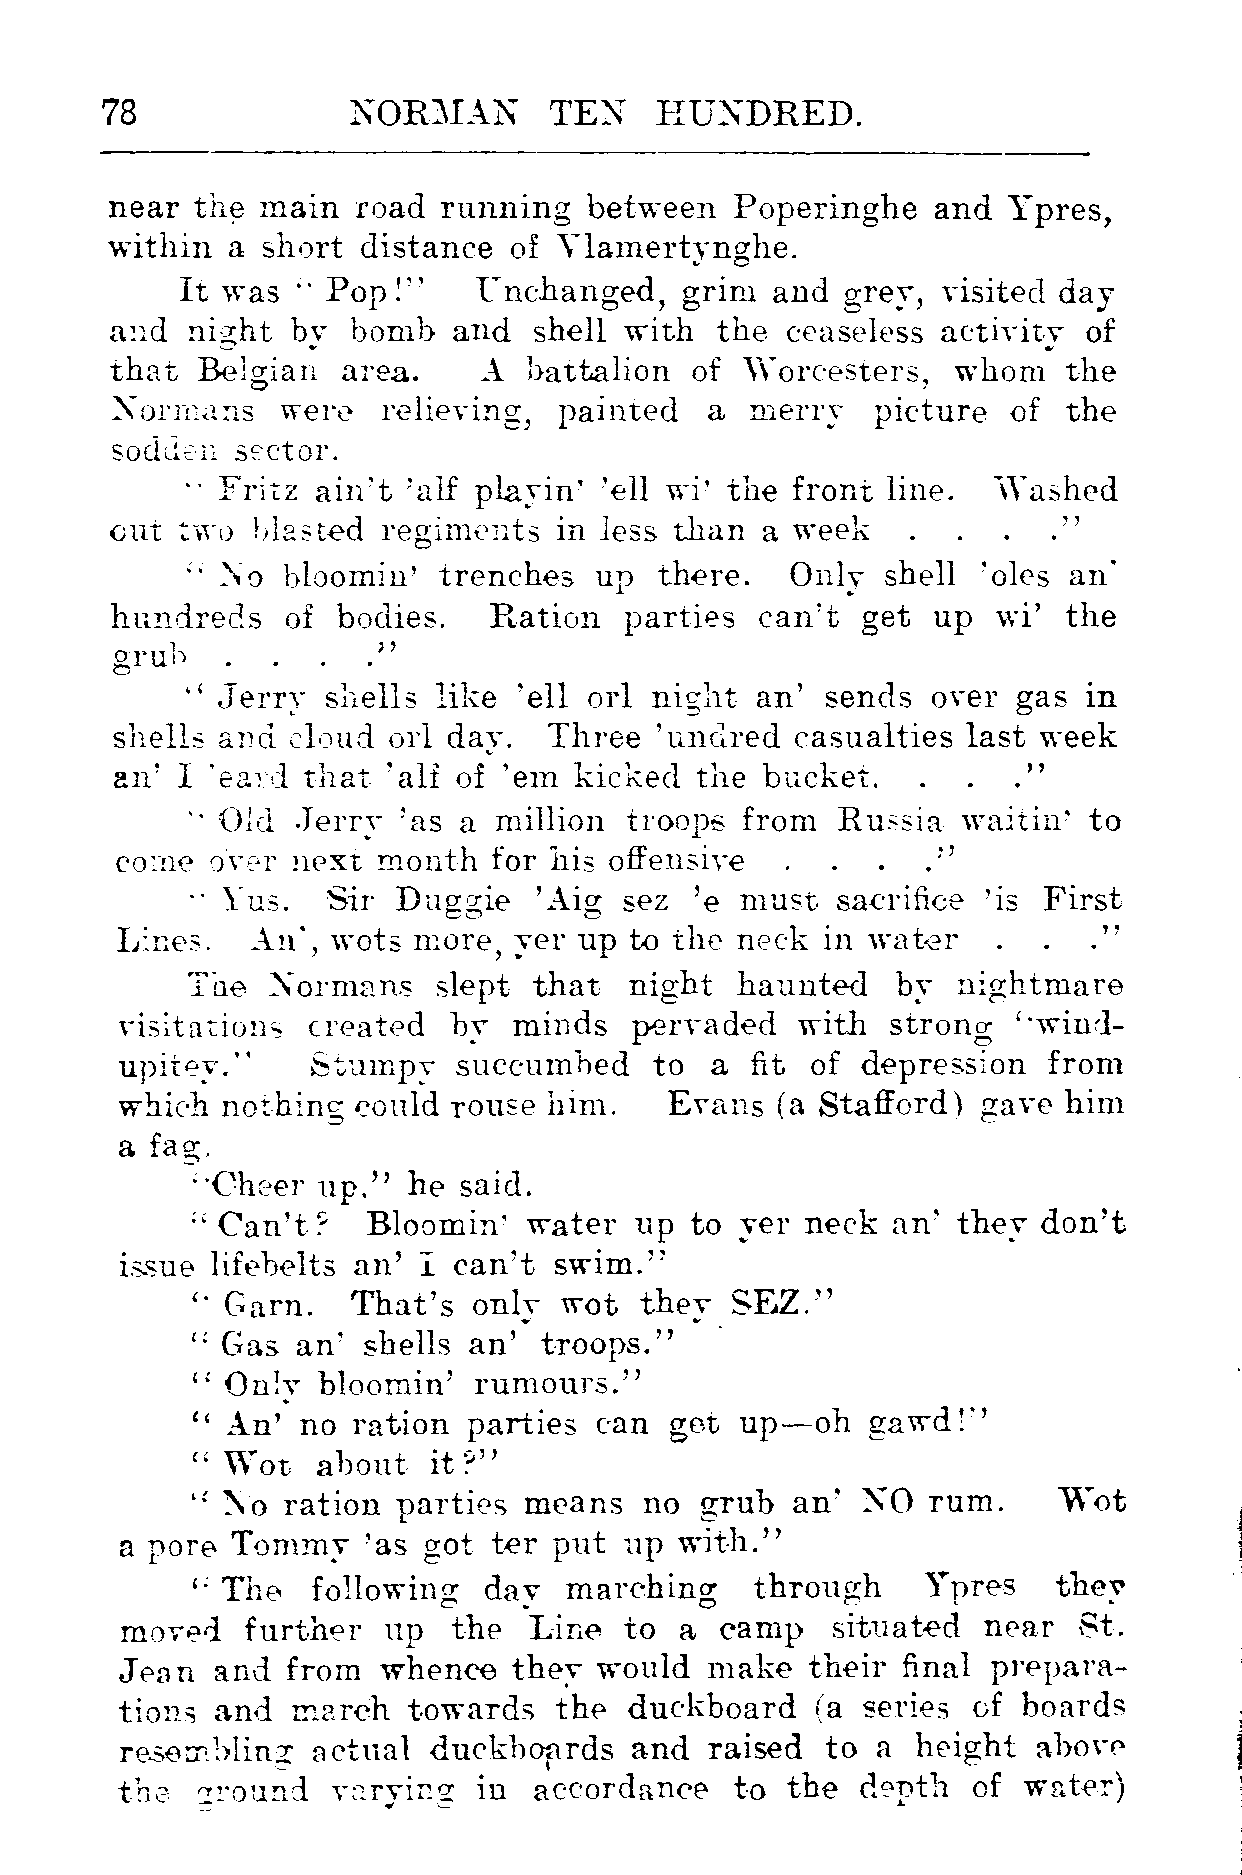 78 NORMAN TEN HUNDRED.
near the main road running between Poperinghe and Ypres,
within a short distance of Vlamertynghe.
It was " Pop!" Unchanged, grim and grey, visited day
and night by bomb and shell with the ceaseless activity of
that Belgian area. A battalion of Worcesters, whom the
Normans were relieving, painted a merry picture of the
sodden sector.
" Fritz ain't 'alf playin' 'ell wi' the front line. Washed
out two blasted regiments in less than a week . . . ."
" No bloomin' trenches up there. Only shell 'oles an'
hundreds of bodies. Ration parties can't get up wi' the
grub . . . ."
" Jerry shells like 'ell orl night an' sends over gas in
shells and cloud orl day. Three 'undred casualties last week
an' I 'eard that 'alf of 'em kicked the bucket. . . ."
" Old Jerry 'as a million troops from Russia waitin' to
come over next month for his offensive . . . ."
" Yus. Sir Duggie 'Aig sez 'e must sacrifice 'is First
Lines. An', wots more, yer up to the neck in water . . ."
The Normans slept that night haunted by nightmare
visitations created by minds pervaded with strong "wind-
upitey." Stumpy succumbed to a fit of depression from
which nothing could rouse him. Evans (a Stafford) gave him
a fag.
"Cheer up," he said.
" Can't? Bloomin' water up to yer neck an' they don't
issue lifebelts an' I can't swim."
" Garn. That's only wot they SEZ."
" Gas an' shells an' troops."
" Only bloomin' rumours."
" An' no ration parties can get up—oh gawd!"
" Wot about it?"
" No ration parties means no grub an' NO rum. Wot
a pore Tommy 'as got ter put up with."
" The following day marching through Ypres they
moved further up the Line to a camp situated near St.
Jean and from whence they would make their final prepara-
tions and march towards the duckboard (a series of boards
resembling actual duckboards and raised to a height above
the ground varying in accordance to the depth of water)